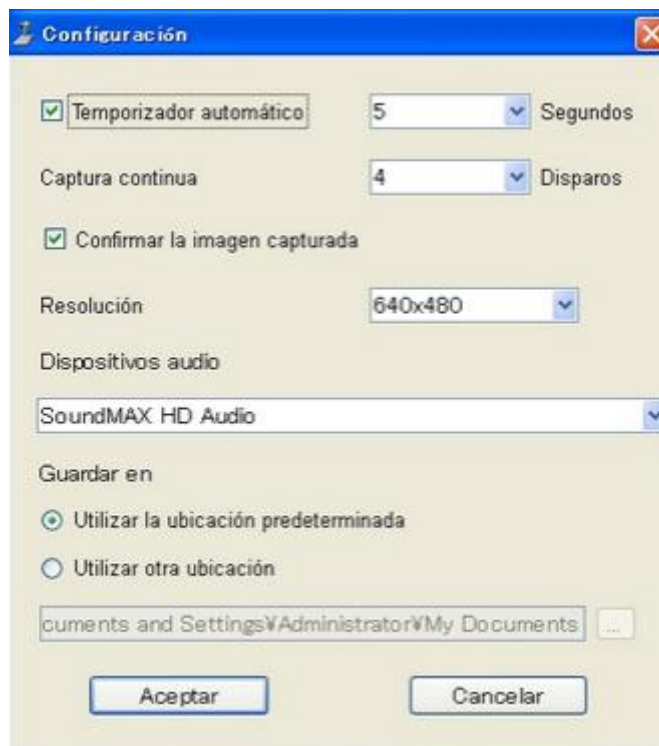 Configuración
Temporizador automático 5 Segundos
Captura continua 4 Disparos
Confirmar la imagen capturada
Resolución 640x480
Dispositivos audio
SoundMAX HD Audio
Guardar en
Utilizar la ubicación predeterminada
Utilizar otra ubicación
cuments and Settings¥Administrator¥My Documents ...
Aceptar Cancelar